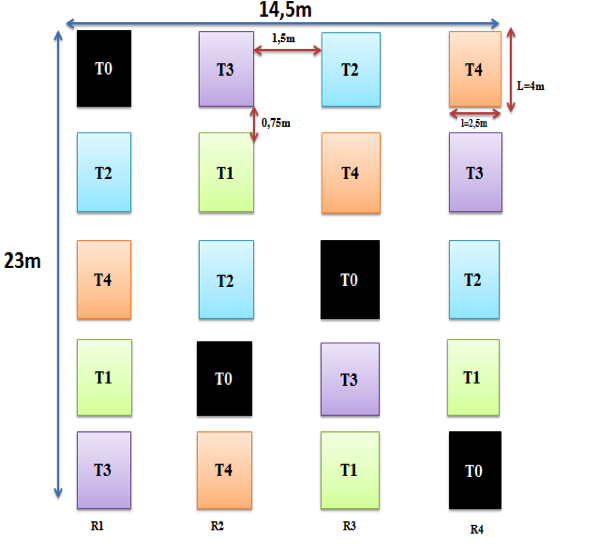 14,5m
T0 T3 1,5m T2 T4
L=4m
0,75m l=2,5m
T2 T1 T4 T3
23m
T4 T2 T0 T2
T1 T0 T3 T1
T3 T4 T1 T0
R1 R2 R3 R4